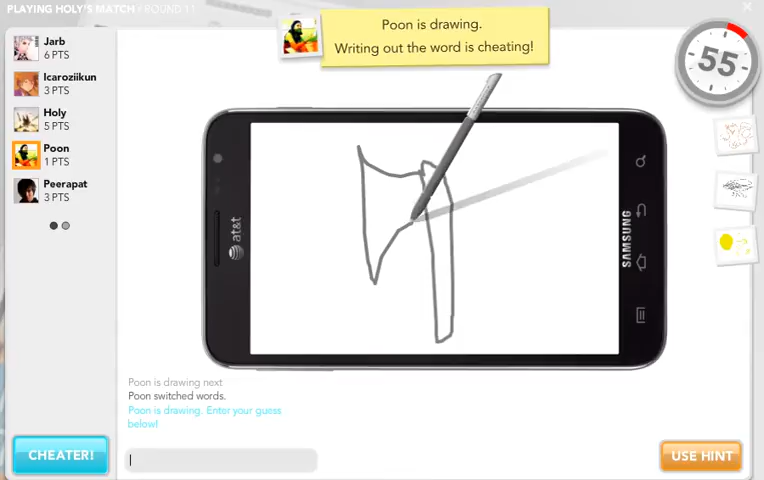 PLAYING HOLY'S MATCH / ROUND 11
Poon is drawing.
Writing out the word is cheating!
55
Jarb
6 PTS
Icaroziikun
3 PTS
Holy
5 PTS
Poon
1 PTS
Peerapat
3 PTS
at&t
SAMSUNG
Poon is drawing next
Poon switched words.
Poon is drawing. Enter your guess
below!
CHEATER!
USE HINT